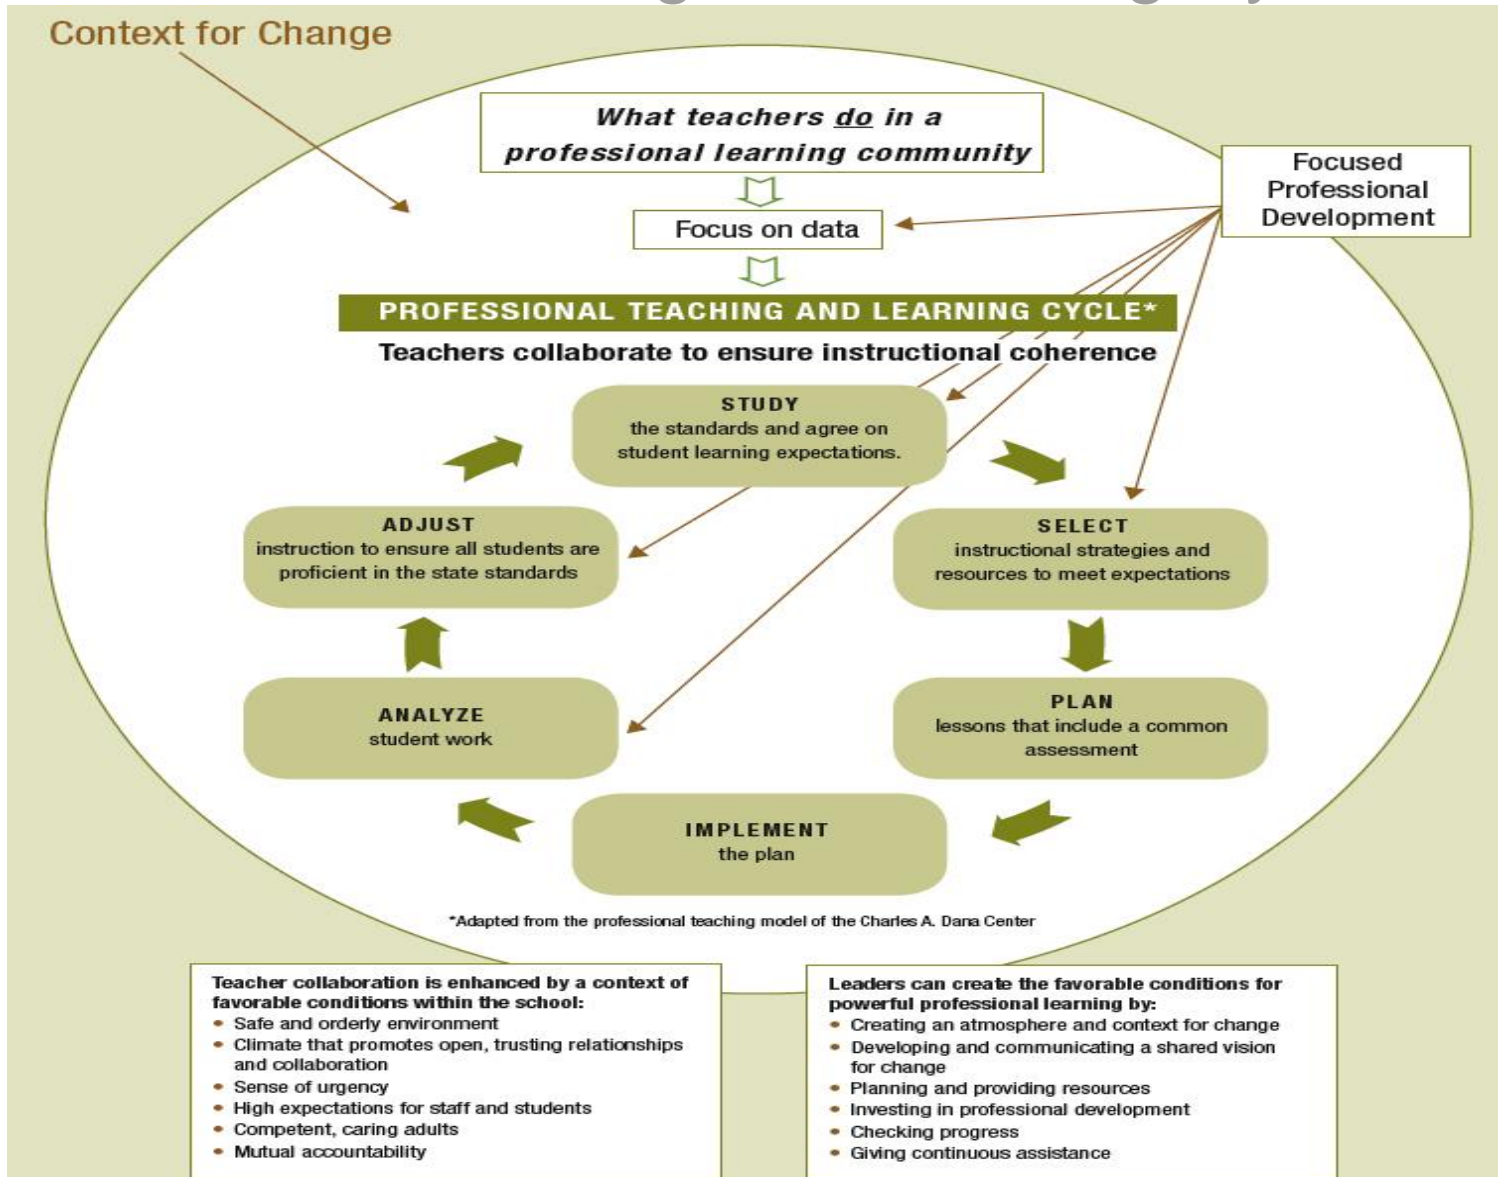 Context for Change
What teachers do in a
professional learning community
Focused
Professional
Development
Focus on data
PROFESSIONAL TEACHING AND LEARNING CYCLE*
Teachers collaborate to ensure instructional coherence
STUDY
the standards and agree on
student learning expectations.
ADJUST
instruction to ensure all students are
proficient in the state standards
SELECT
instructional strategies and
resources to meet expectations
ANALYZE
student work
PLAN
lessons that include a common
assessment
IMPLEMENT
the plan
*Adapted from the professional teaching model of the Charles A. Dana Center
Teacher collaboration is enhanced by a context of
favorable conditions within the school:
• Safe and orderly environment
• Climate that promotes open, trusting relationships
and collaboration
• Sense of urgency
• High expectations for staff and students
• Competent, caring adults
• Mutual accountability
Leaders can create the favorable conditions for
powerful professional learning by:
• Creating an atmosphere and context for change
• Developing and communicating a shared vision
for change
• Planning and providing resources
• Investing in professional development
• Checking progress
• Giving continuous assistance